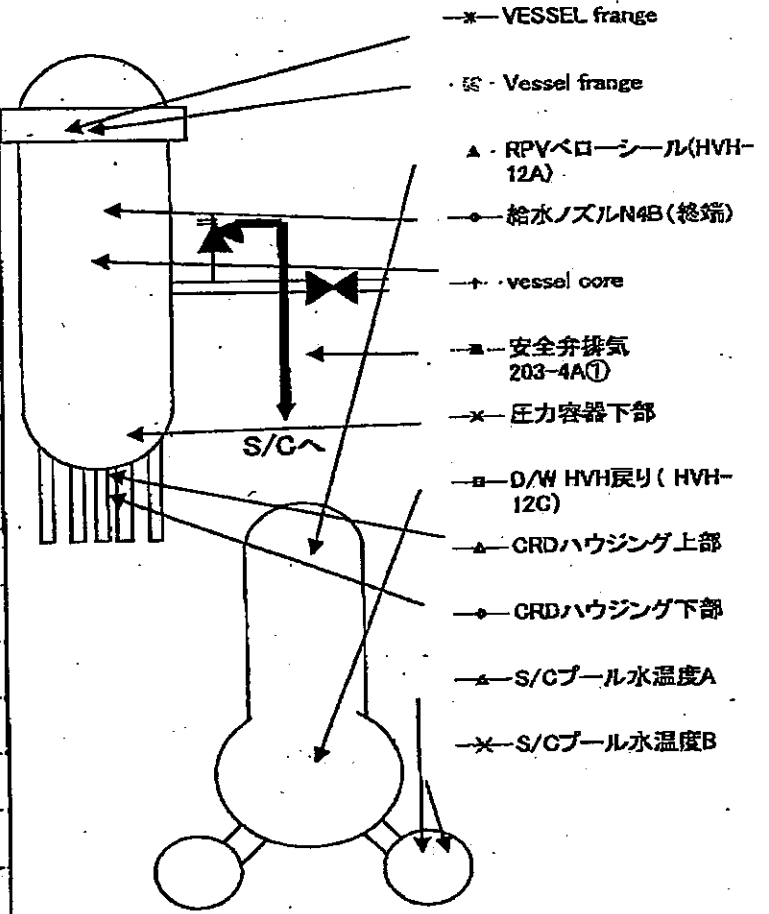 VESSEL frange
Vessel frange
RPVベローシール(HVH-
12A)
給水ノズルN4B(終端)
vessel core
安全弁排気
203-4A①)
圧力容器下部
S/Cへ
D/W HVH戻り( HVH-
12C)
CRDハウジング上部
CRDハウジング下部
S/Cプール水温度A
S/Cプール水温度B